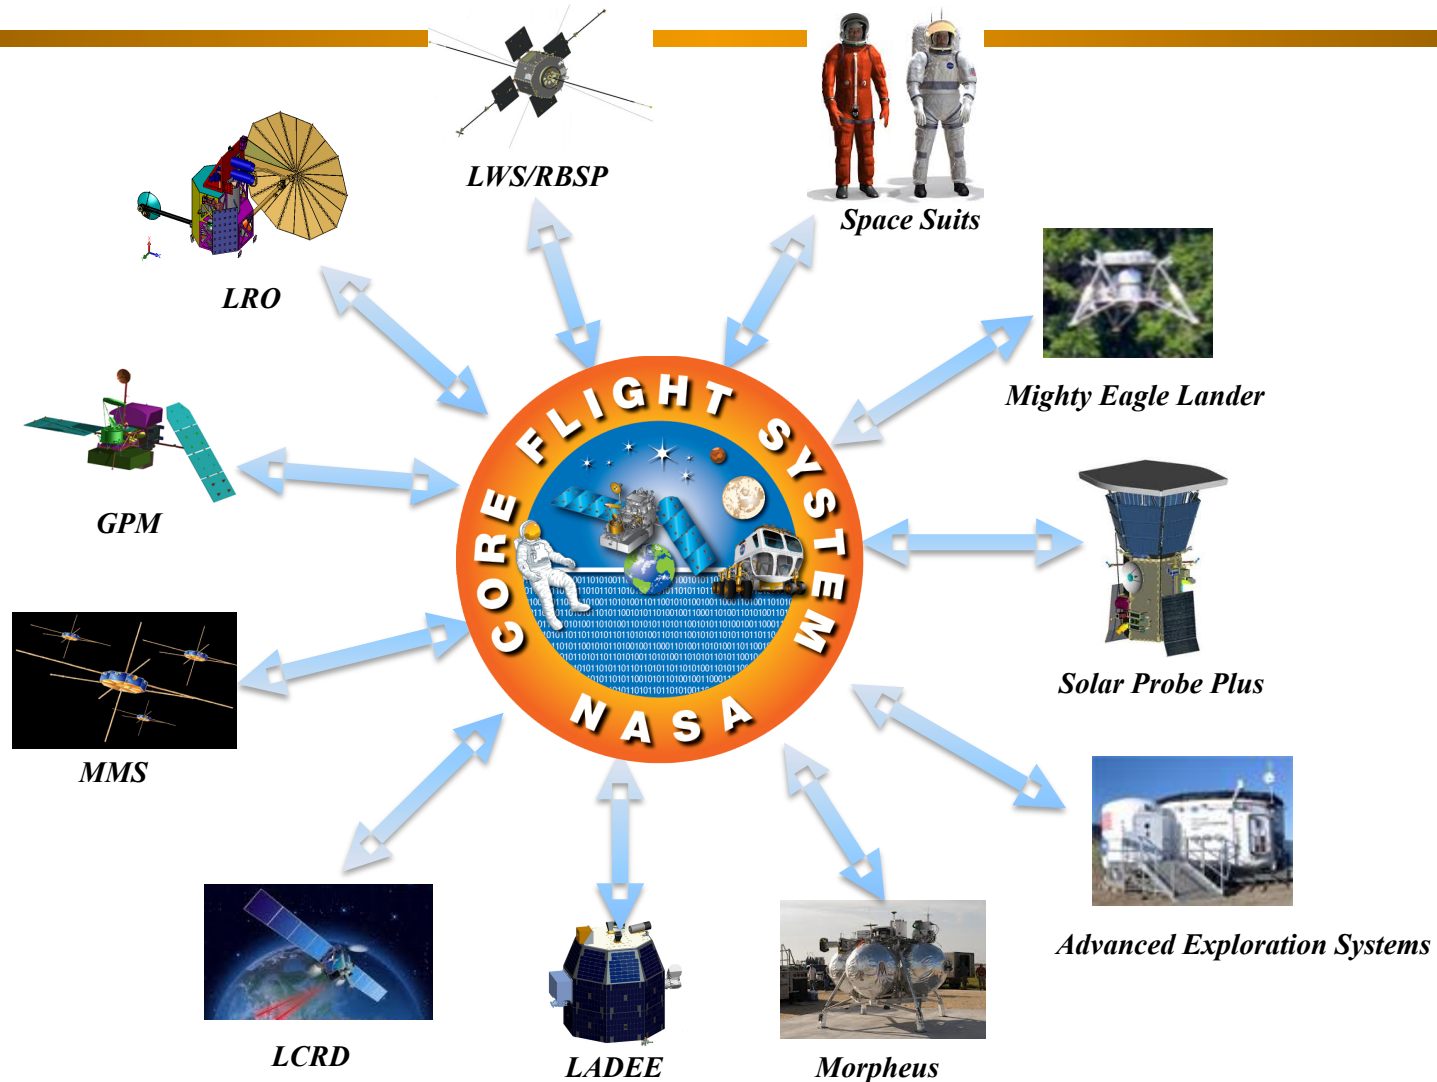 LWS/RBSP
Space Suits
LRO
Mighty Eagle Lander
GPM
CORE FLIGHT SYSTEM
NASA
Solar Probe Plus
MMS
Advanced Exploration Systems
LCRD
LADEE
Morpheus